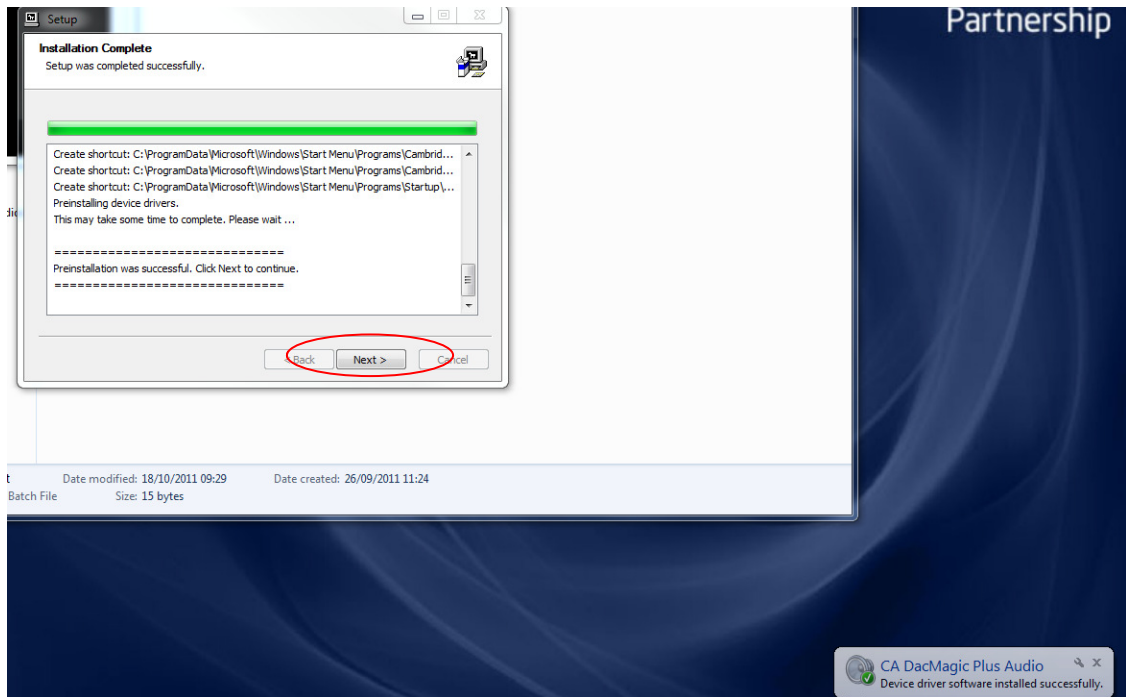 Setup
Partnership
Installation Complete
Setup was completed successfully.
Create shortcut: C:\ProgramData\Microsoft\Windows\Start Menu\Programs\Cambrid...
Create shortcut: C:\ProgramData\Microsoft\Windows\Start Menu\Programs\Cambrid...
Create shortcut: C:\ProgramData\Microsoft\Windows\Start Menu\Programs\Startup\...
Preinstalling device drivers.
This may take some time to complete. Please wait ...
==============================
Preinstallation was successful. Click Next to continue.
==============================
< Back Next > Cancel
t Date modified: 18/10/2011 09:29 Date created: 26/09/2011 11:24
Batch File Size: 15 bytes
CA DacMagic Plus Audio
Device driver software installed successfully.